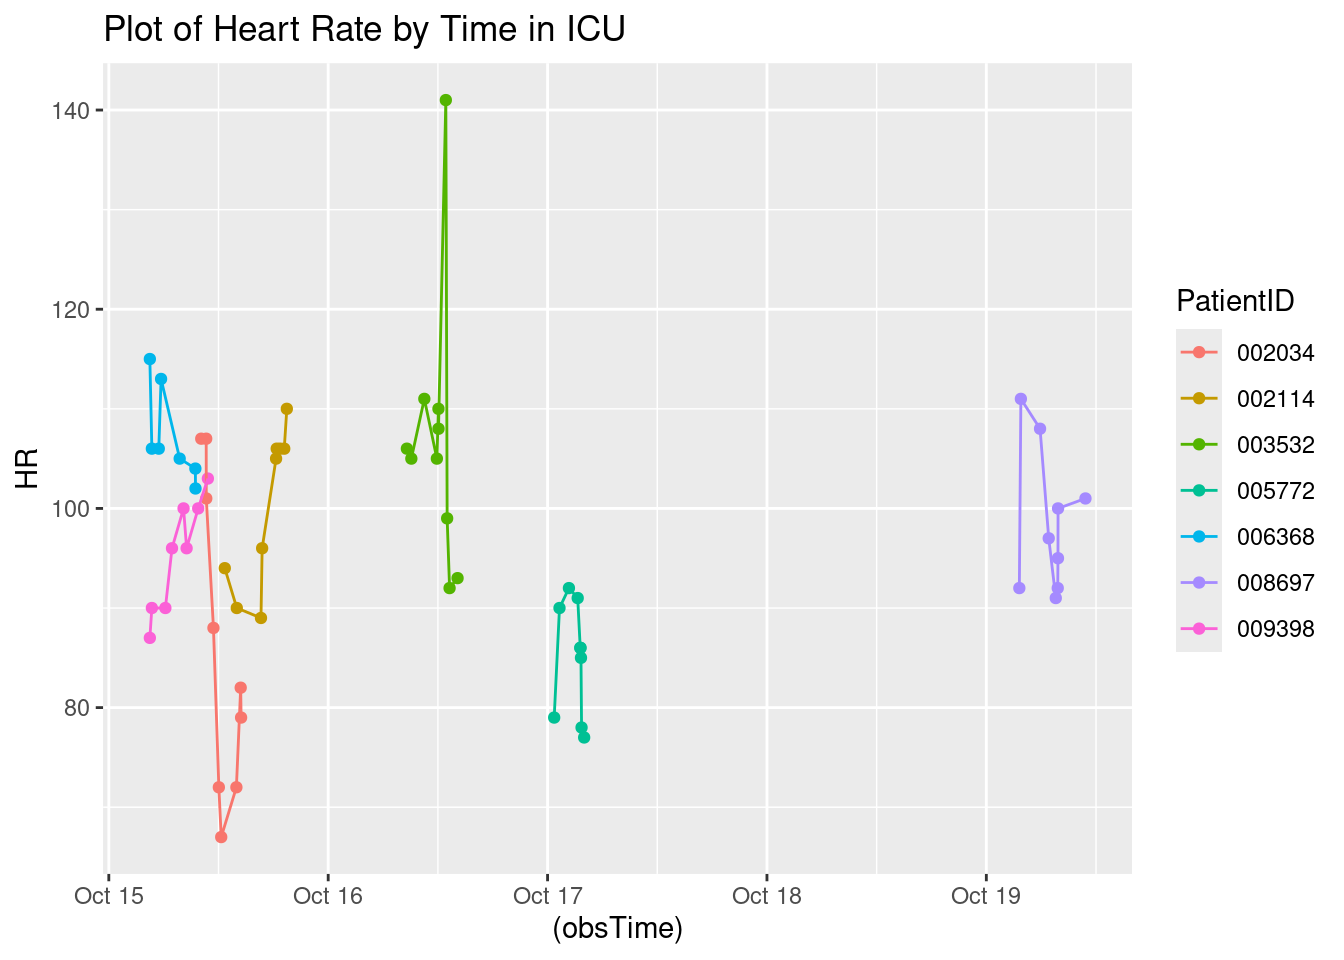 Plot of Heart Rate by Time in ICU
HR
140
120
100
80
Oct 15
Oct 16
Oct 17
Oct 18
Oct 19
(obsTime)
PatientID
002034
002114
003532
005772
006368
008697
009398